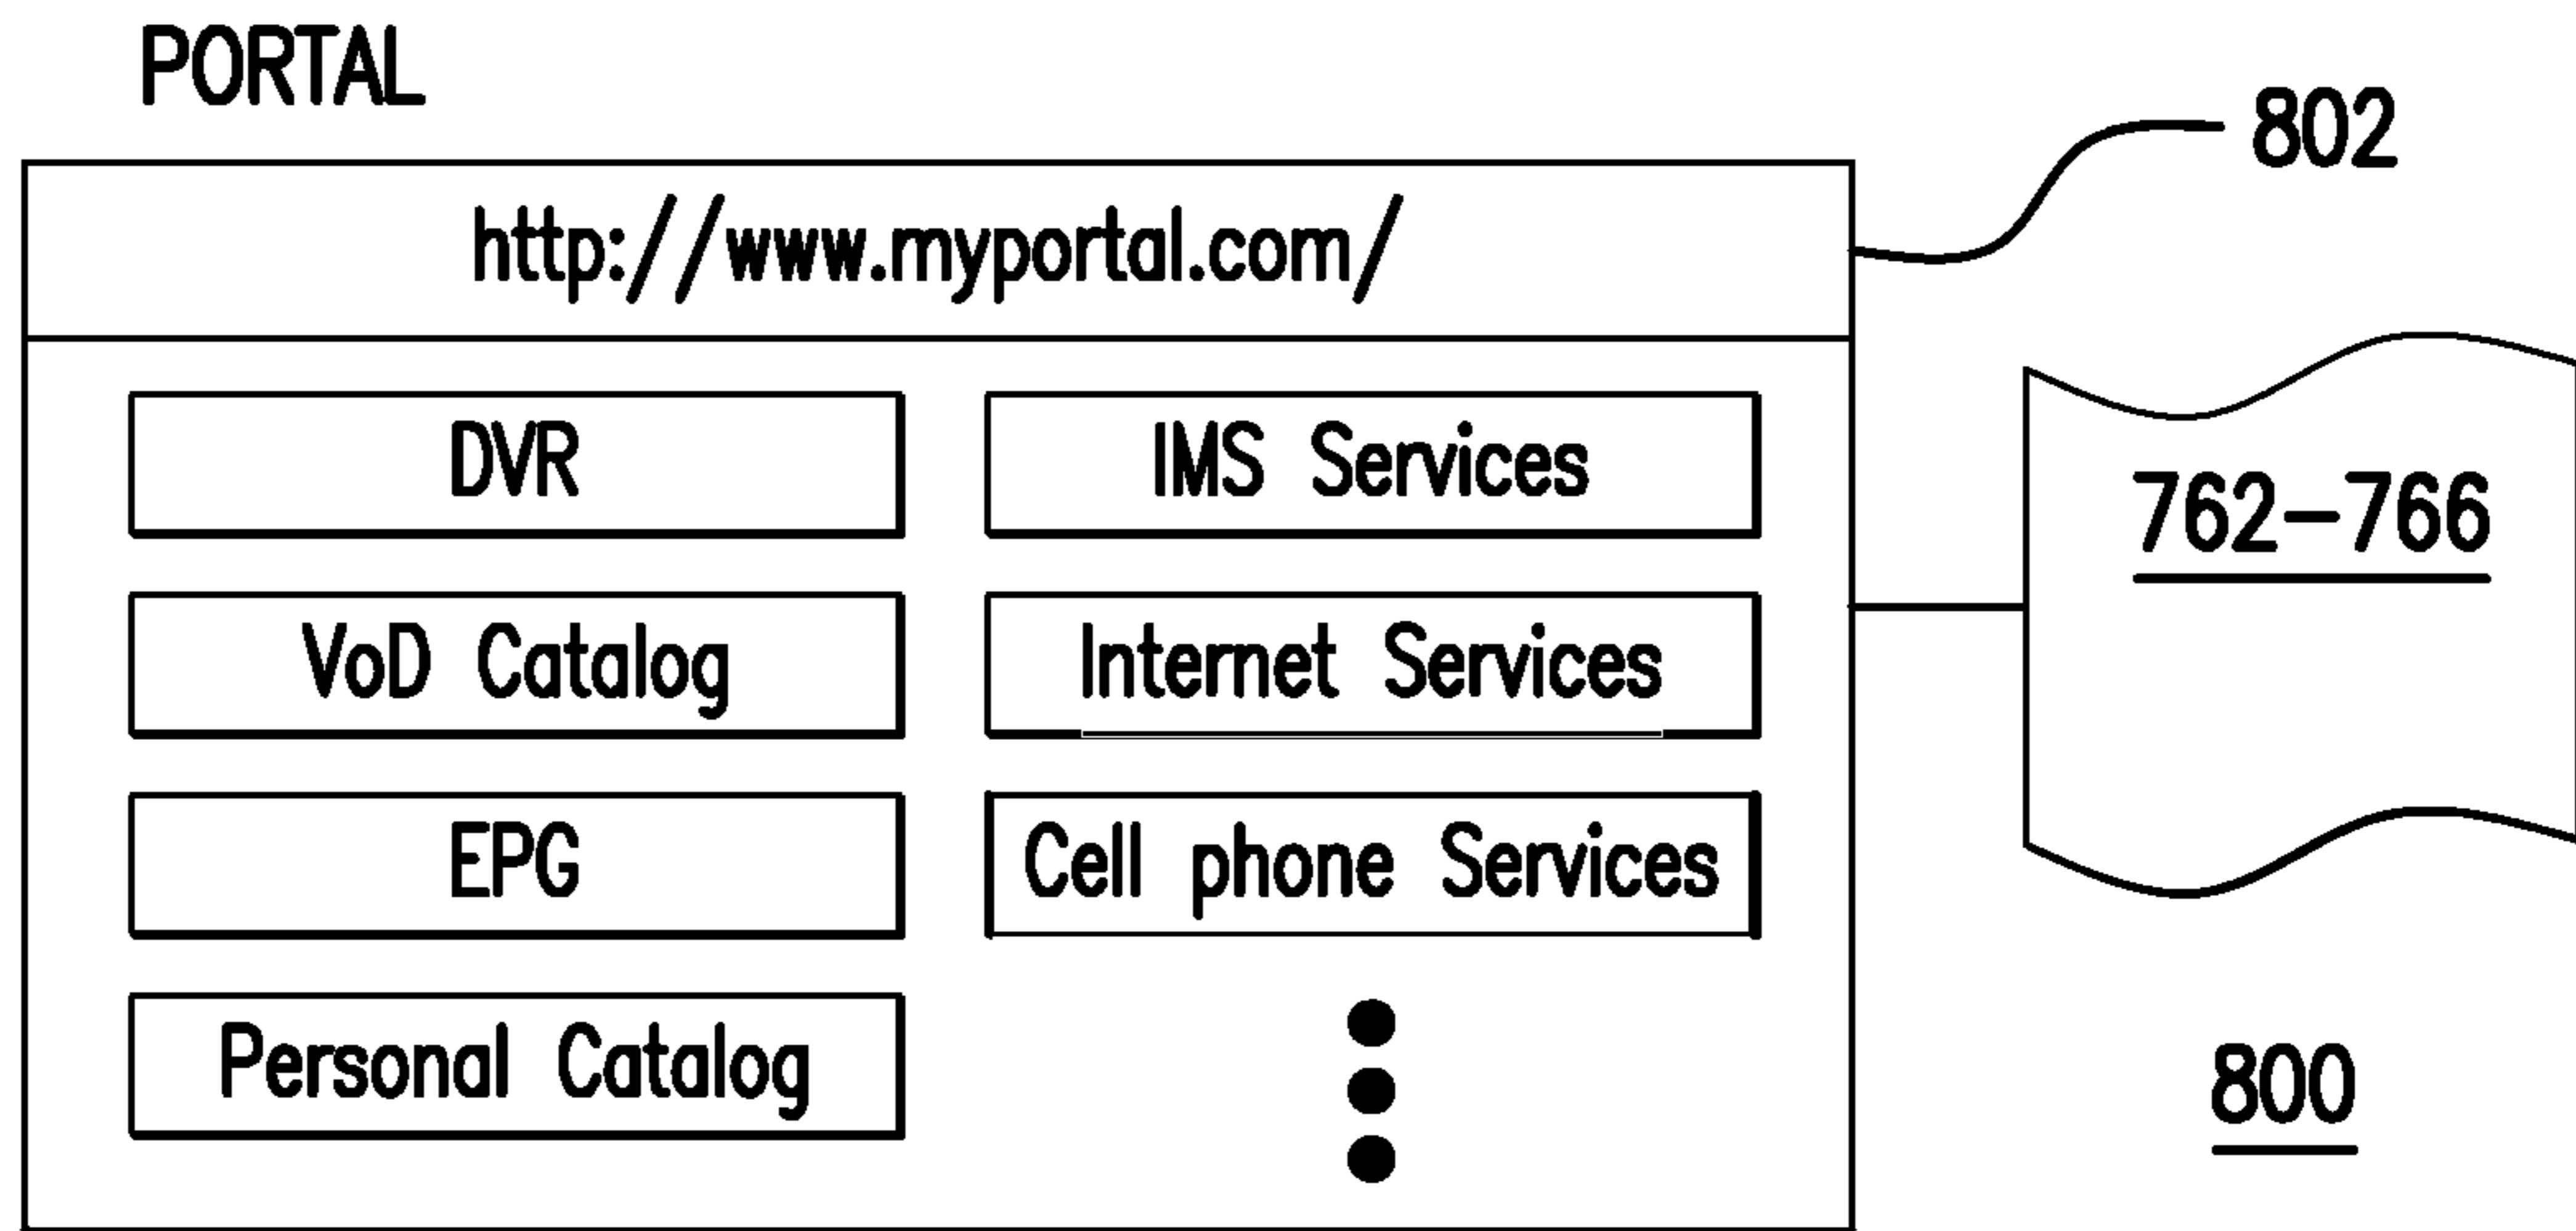 PORTAL
802
http://www.myportal.com/
DVR
IMS Services
762-766
VoD Catalog
Internet Services
EPG
Cell phone Services
Personal Catalog
800